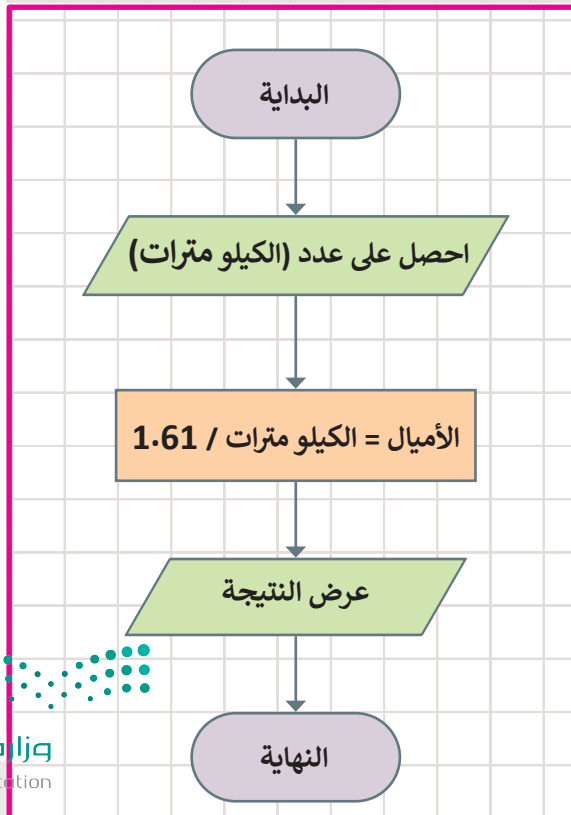 البداية
احصل على عدد (الكيلو مترات)
الأميال = الكيلو مترات / 1.61
عرض النتيجة
النهاية